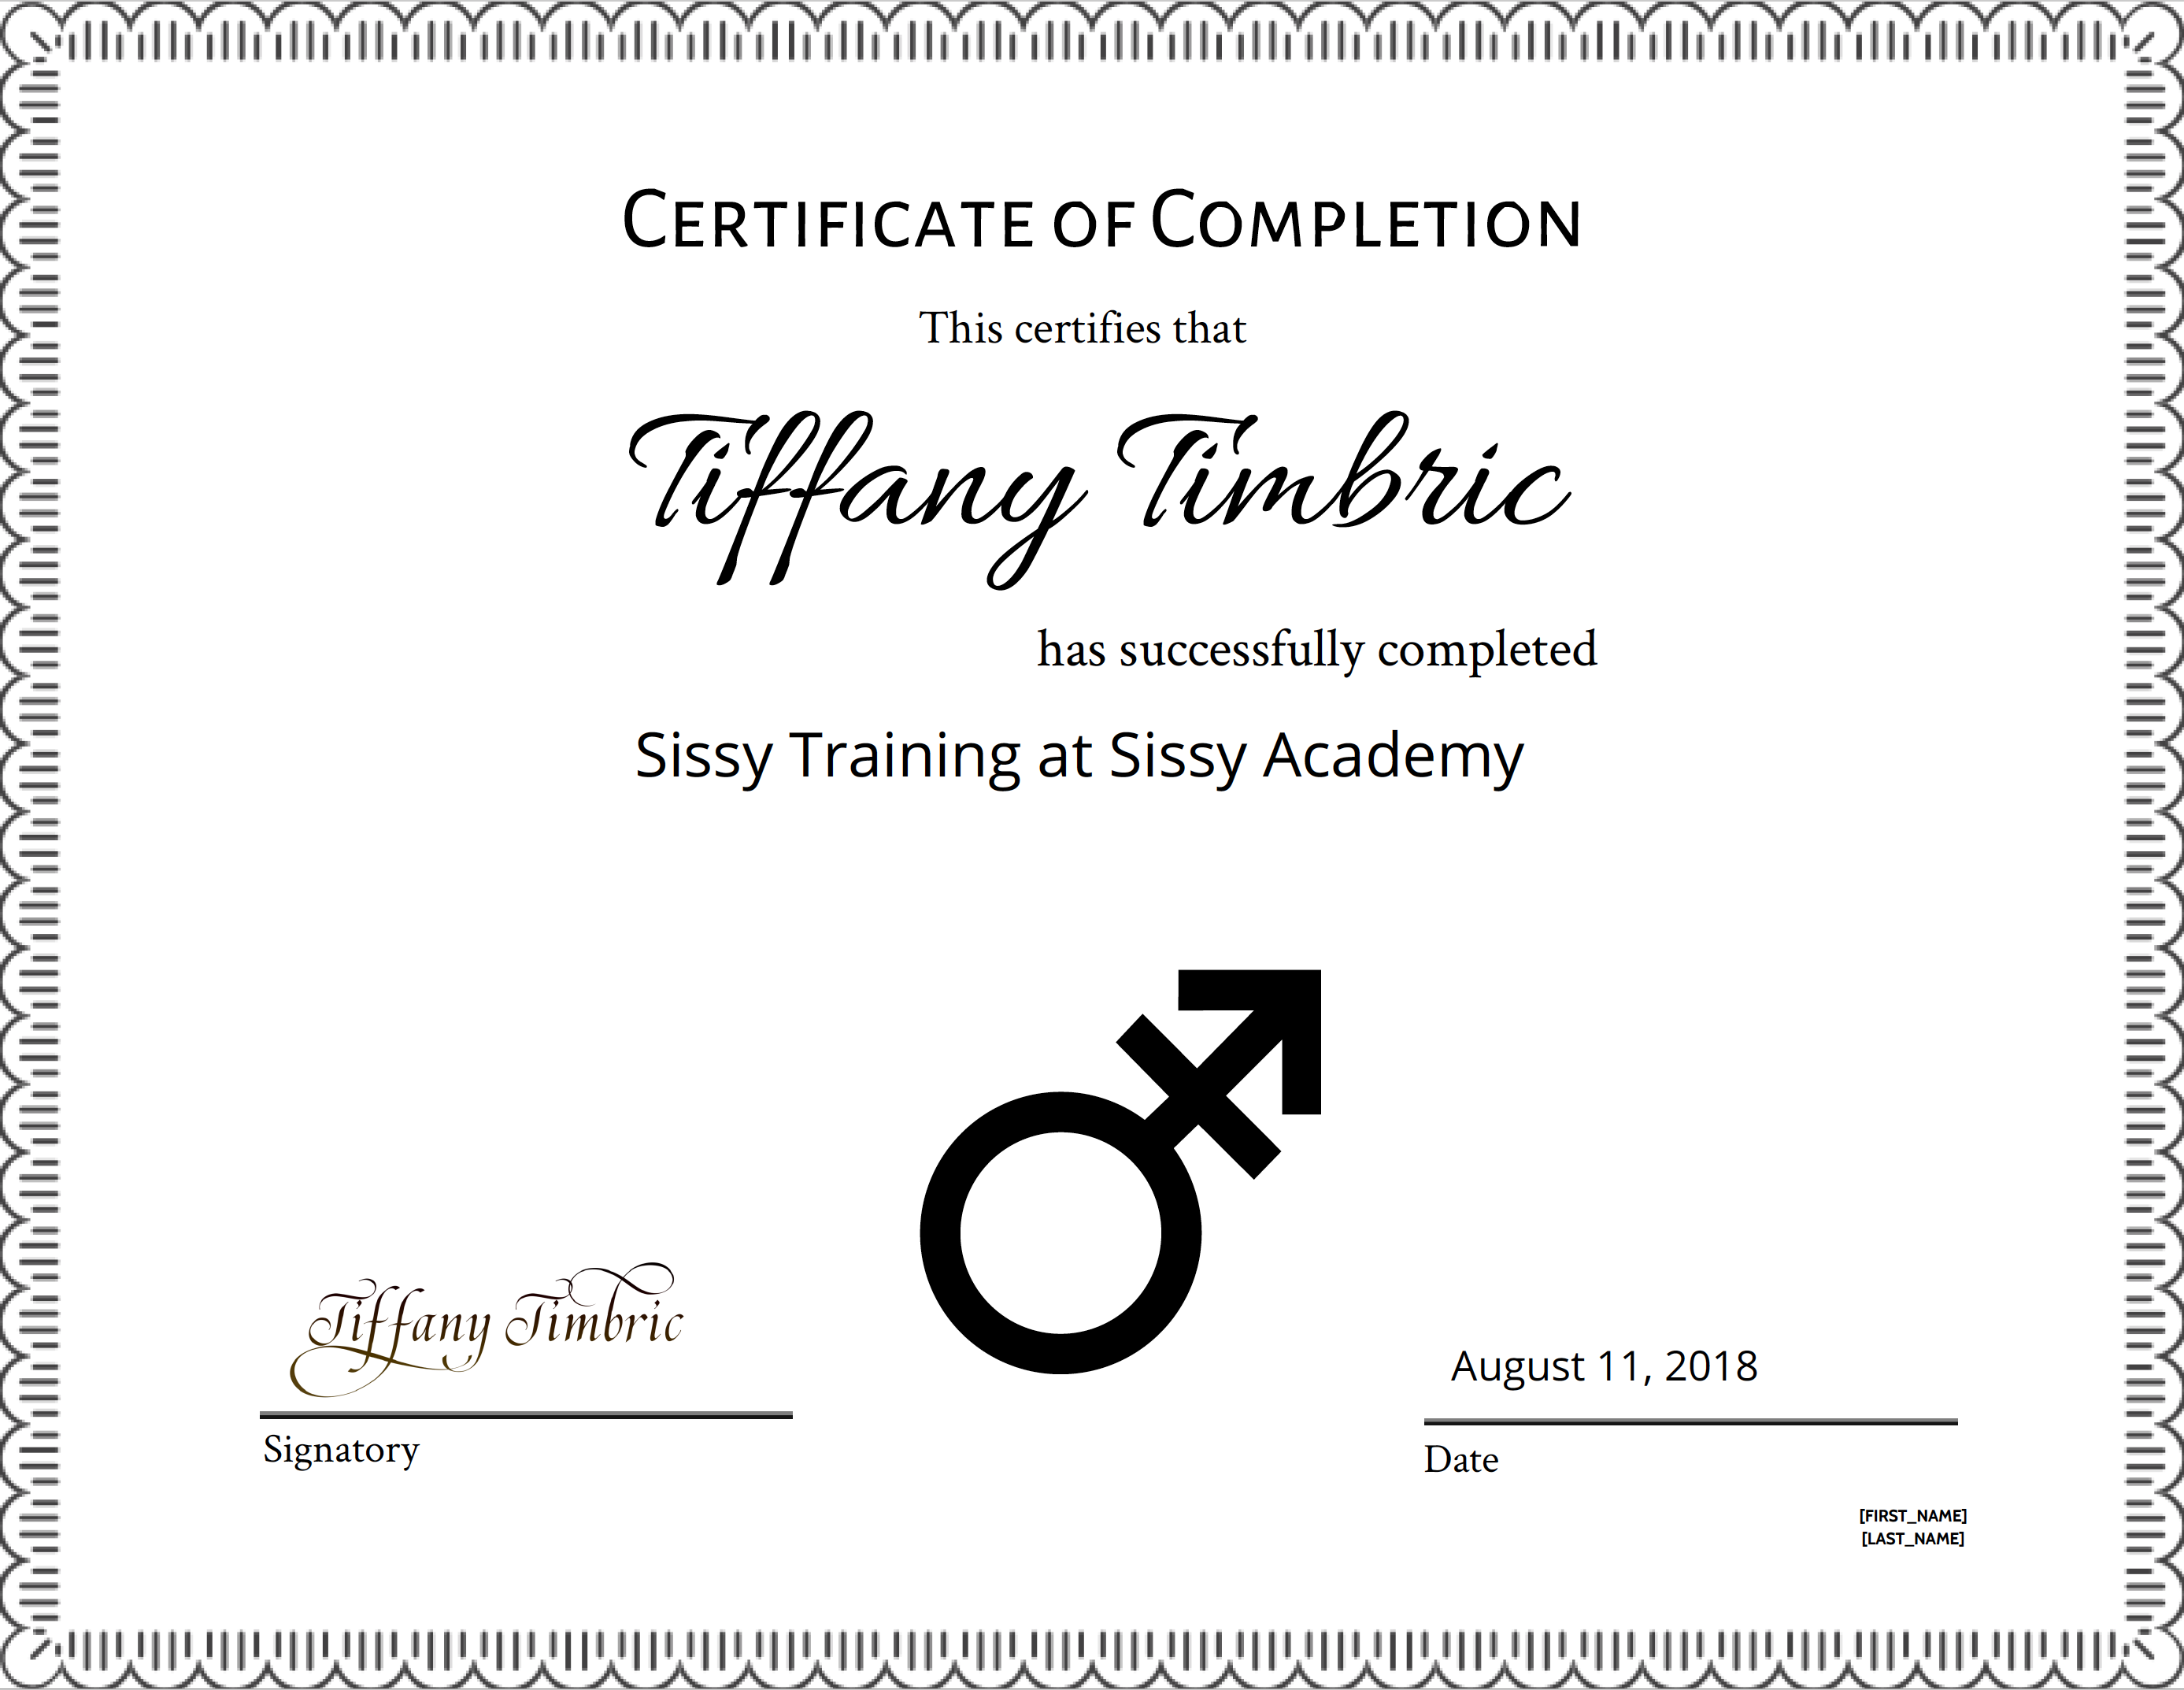 Certificate of Completion
This certifies that
Tiffany Timbric
has successfully completed
Sissy Training at Sissy Academy
Tiffany Timbric
August 11, 2018
Signatory
Date
[FIRST_NAME]
[LAST_NAME]